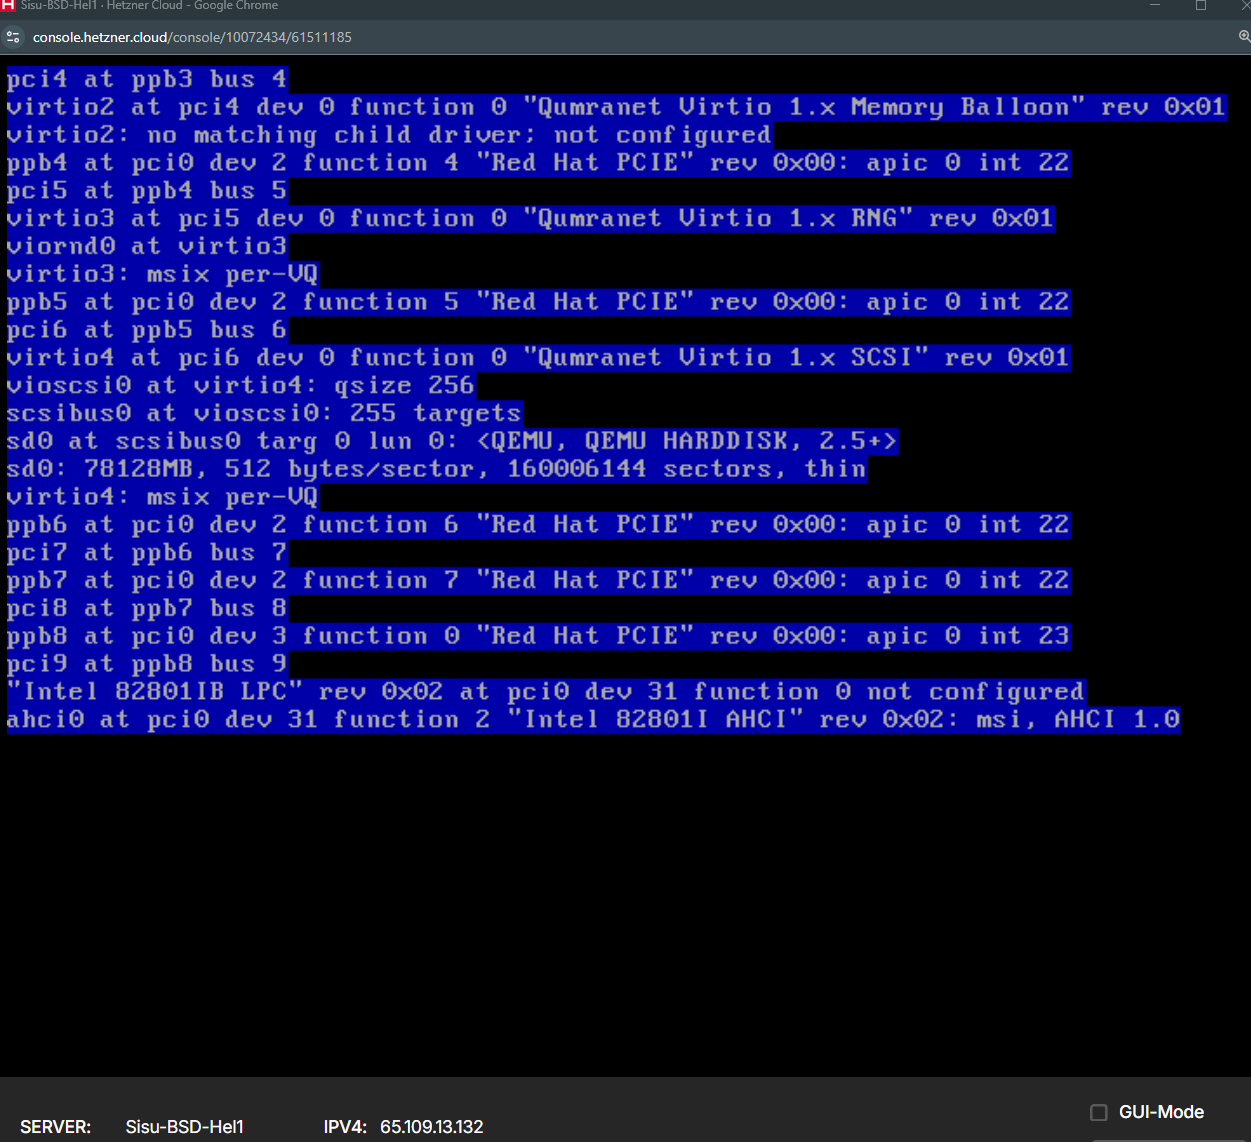 Sisu-BSD-Hel1 · Hetzner Cloud - Google Chrome
console.hetzner.cloud/console/10072434/61511185
pci4 at ppb3 bus 4
virtio2 at pci4 dev 0 function 0 "Qumranet Virtio 1.x Memory Balloon" rev 0x01
virtio2: no matching child driver; not configured
ppb4 at pci0 dev 2 function 4 "Red Hat PCIE" rev 0x00: apic 0 int 22
pci5 at ppb4 bus 5
virtio3 at pci5 dev 0 function 0 "Qumranet Virtio 1.x RNG" rev 0x01
viornd0 at virtio3
virtio3: msix per-VQ
ppb5 at pci0 dev 2 function 5 "Red Hat PCIE" rev 0x00: apic 0 int 22
pci6 at ppb5 bus 6
virtio4 at pci6 dev 0 function 0 "Qumranet Virtio 1.x SCSI" rev 0x01
vioscsi0 at virtio4: qsize 256
scsibus0 at vioscsi0: 255 targets
sd0 at scsibus0 targ 0 lun 0: <QEMU, QEMU HARDDISK, 2.5+>
sd0: 78128MB, 512 bytes/sector, 160006144 sectors, thin
virtio4: msix per-VQ
ppb6 at pci0 dev 2 function 6 "Red Hat PCIE" rev 0x00: apic 0 int 22
pci7 at ppb6 bus 7
ppb7 at pci0 dev 2 function 7 "Red Hat PCIE" rev 0x00: apic 0 int 22
pci8 at ppb7 bus 8
ppb8 at pci0 dev 3 function 0 "Red Hat PCIE" rev 0x00: apic 0 int 23
pci9 at ppb8 bus 9
"Intel 82801IB LPC" rev 0x02 at pci0 dev 31 function 0 not configured
ahci0 at pci0 dev 31 function 2 "Intel 82801I AHCI" rev 0x02: msi, AHCI 1.0
GUI-Mode
SERVER: Sisu-BSD-Hel1 IPV4: 65.109.13.132